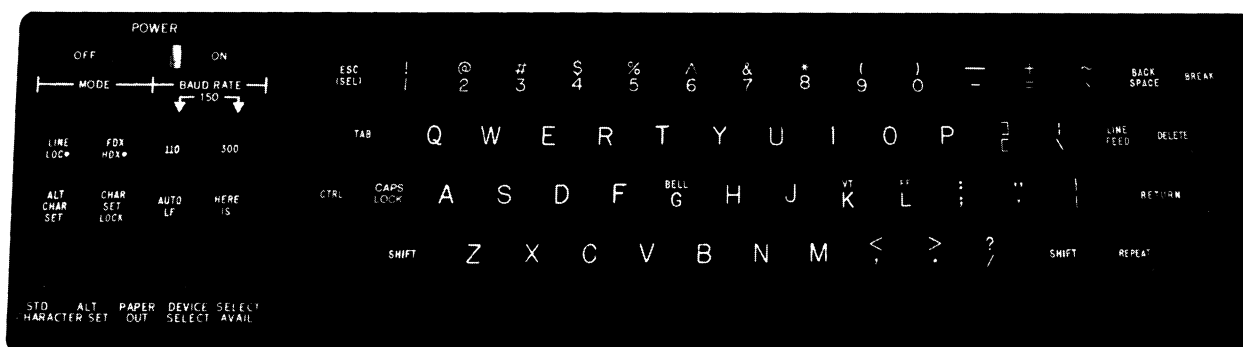 POWER
OFF ON
MODE BAUD RATE
150
LINE LOC• FDX HDX• 110 300
ALT CHAR SET CHAR SET LOCK AUTO LF HERE IS
STD ALT PAPER DEVICE SELECT
HARACTER SET OUT SELECT AVAIL
ESC (SEL) ! @ 2 # 3 $ 4 % 5 ^ 6 & 7 * 8 ( 9 ) 0 — - + = ~ \ BACK SPACE BREAK
TAB Q W E R T Y U I O P ] [ ¦ \ LINE FEED DELETE
CTRL CAPS LOCK A S D F BELL G H J VT K FF L ; " | RETURN
SHIFT Z X C V B N M < , > . ? / SHIFT REPEAT